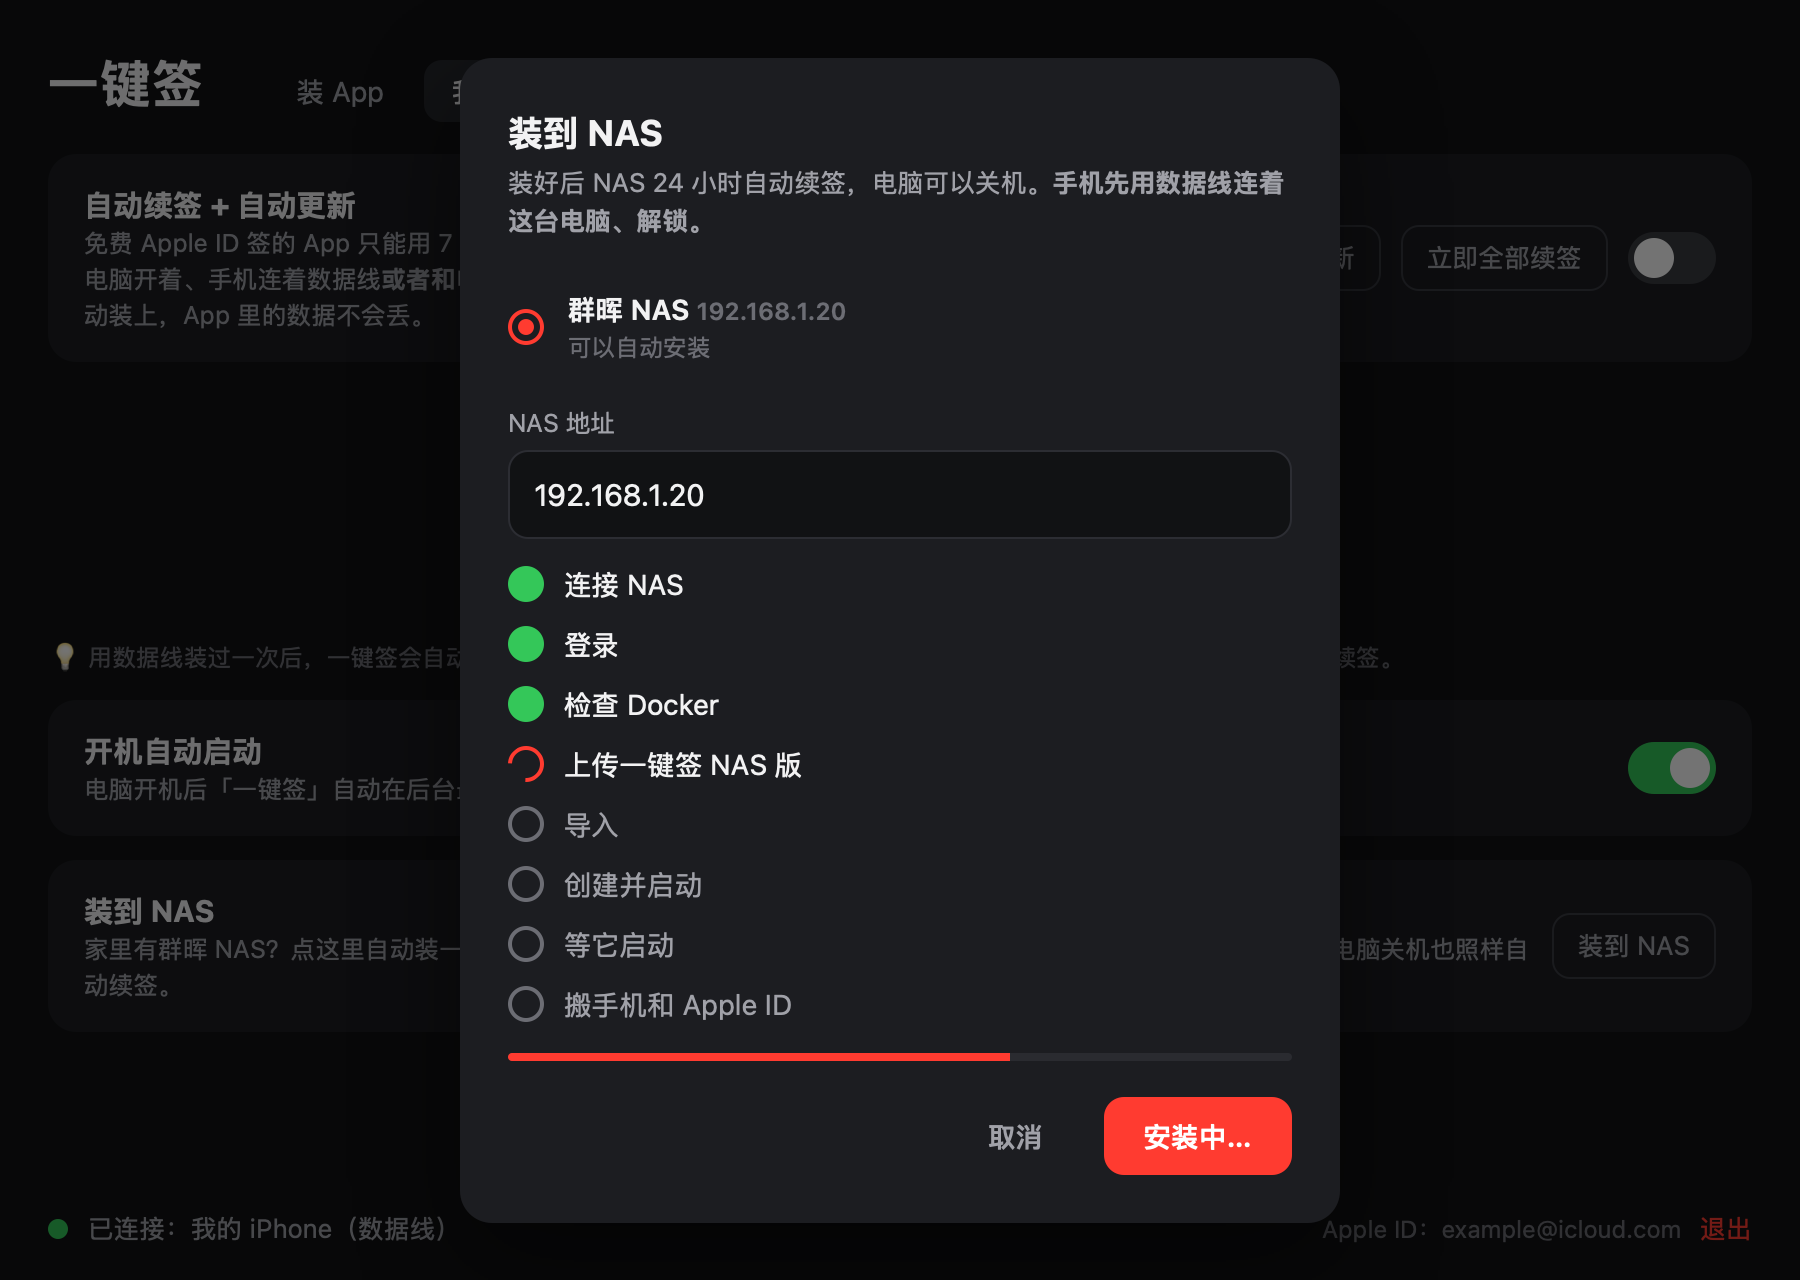 一键签
装 App
自动续签 + 自动更新
免费 Apple ID 签的 App 只能用 7
电脑开着、手机连着数据线或者和
动装上，App 里的数据不会丢。
新
立即全部续签
💡 用数据线装过一次后，一键签会自动
续签。
开机自动启动
电脑开机后「一键签」自动在后台
装到 NAS
家里有群晖 NAS？点这里自动装一
动续签。
电脑关机也照样自
装到 NAS
装到 NAS
装好后 NAS 24 小时自动续签，电脑可以关机。手机先用数据线连着
这台电脑、解锁。
群晖 NAS 192.168.1.20
可以自动安装
NAS 地址
192.168.1.20
连接 NAS
登录
检查 Docker
上传一键签 NAS 版
导入
创建并启动
等它启动
搬手机和 Apple ID
取消
安装中...
已连接：我的 iPhone（数据线）
Apple ID：example@icloud.com
退出